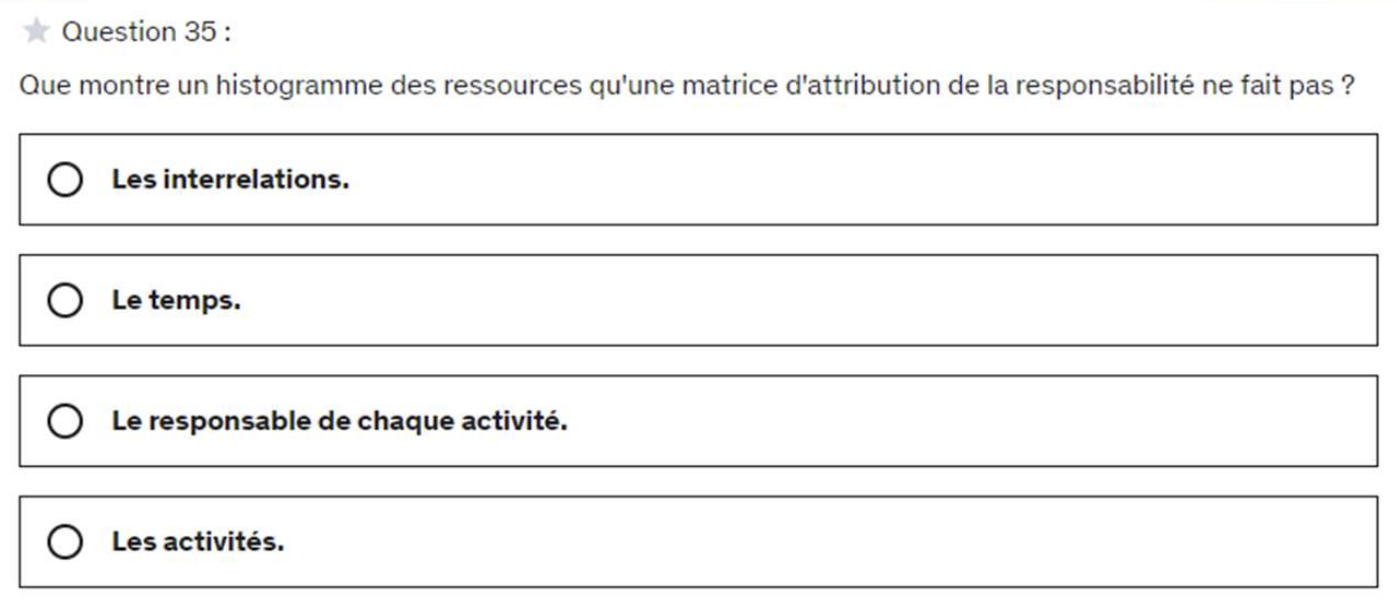 Question 35 :
Que montre un histogramme des ressources qu'une matrice d'attribution de la responsabilité ne fait pas ?
Les interrelations.
Le temps.
Le responsable de chaque activité.
Les activités.